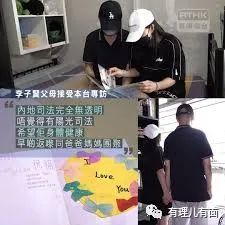 RTHK
李子賢父母接受本台專訪
內地司法完全無透明
唔覺得有陽光司法
希望佢身體健康
早啲返嚟同爸爸媽媽團聚
I
Love
You
有理儿有面